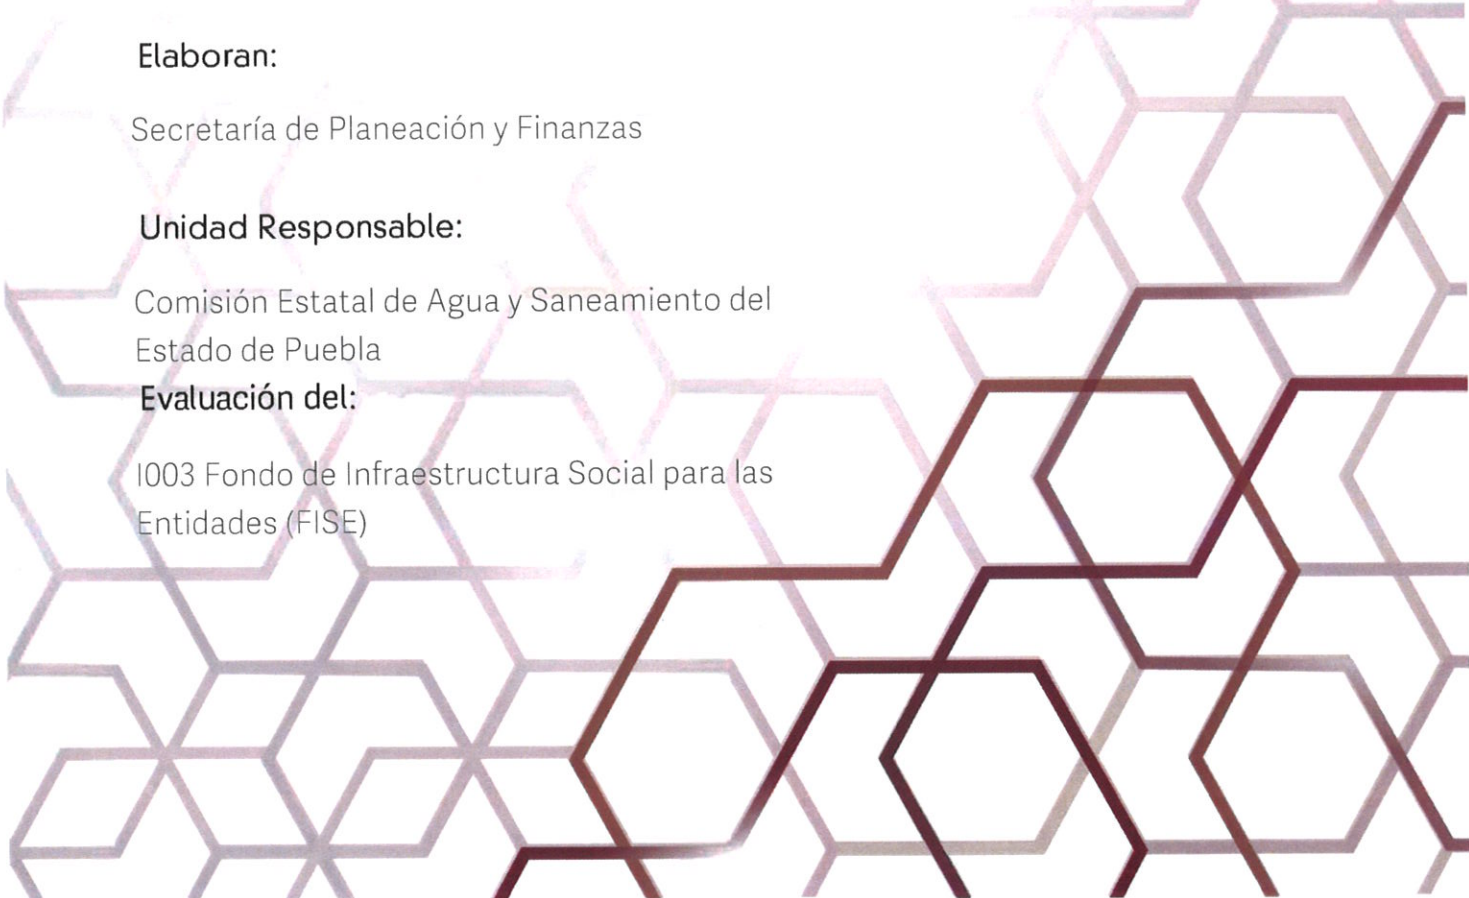 Elaboran:
Secretaría de Planeación y Finanzas
Unidad Responsable:
Comisión Estatal de Agua y Saneamiento del
Estado de Puebla
Evaluación del:
I003 Fondo de Infraestructura Social para las
Entidades (FISE)